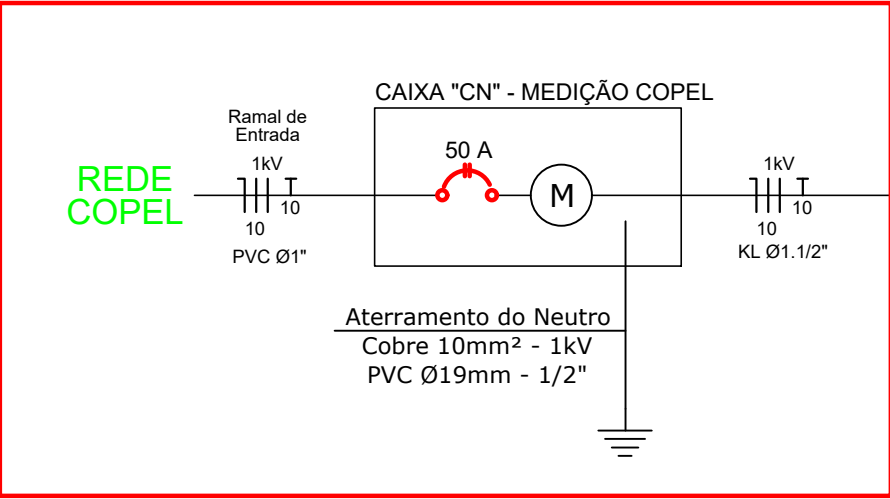 CAIXA "CN" - MEDIÇÃO COPEL
Ramal de
Entrada
1kV
REDE
COPEL
10
10
PVC Ø1"
50 A
M
1kV
10
10
KL Ø1.1/2"
Aterramento do Neutro
Cobre 10mm² - 1kV
PVC Ø19mm - 1/2"